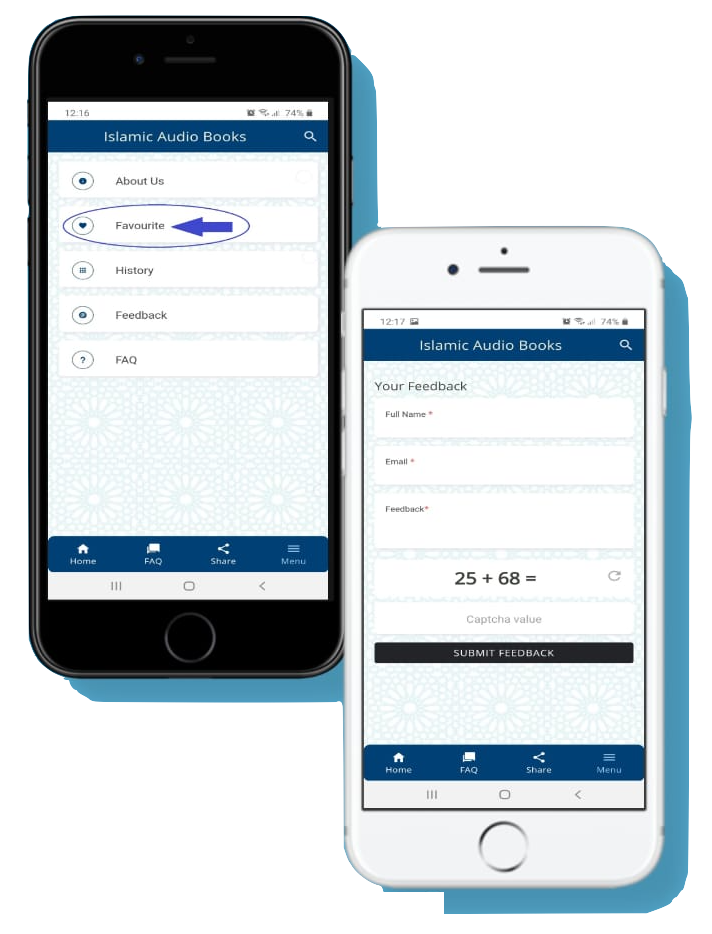 12:16
74%
Islamic Audio Books
About Us
Favourite
History
Feedback
? FAQ
Home FAQ Share Menu
12:17
74%
Islamic Audio Books
Your Feedback
Full Name *
Email *
Feedback*
25 + 68 =
Captcha value
SUBMIT FEEDBACK
Home FAQ Share Menu